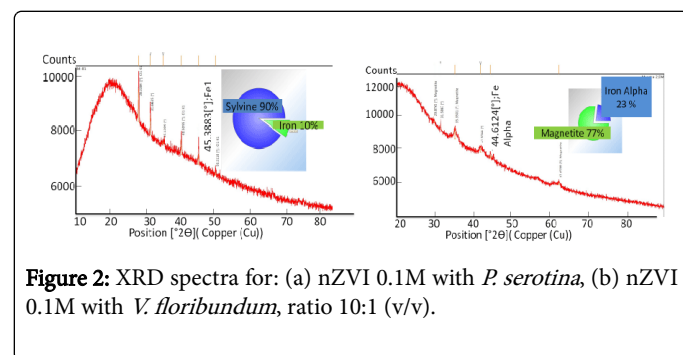 Counts
10000
8000
6000
Sylvine 90%
Iron 10%
45.3883[°];Fe1
10 20 30 40 50 60 70 80
Position [°2Θ]( Copper (Cu))
Counts
12000
10000
8000
6000
Iron Alpha
23 %
Magnetite 77%
44.6124[°];Fe
Alpha
20 30 40 50 60 70 80
Position [°2Θ]( Copper (Cu))
Figure 2: XRD spectra for: (a) nZVI 0.1M with P. serotina, (b) nZVI
0.1M with V. floribundum, ratio 10:1 (v/v).